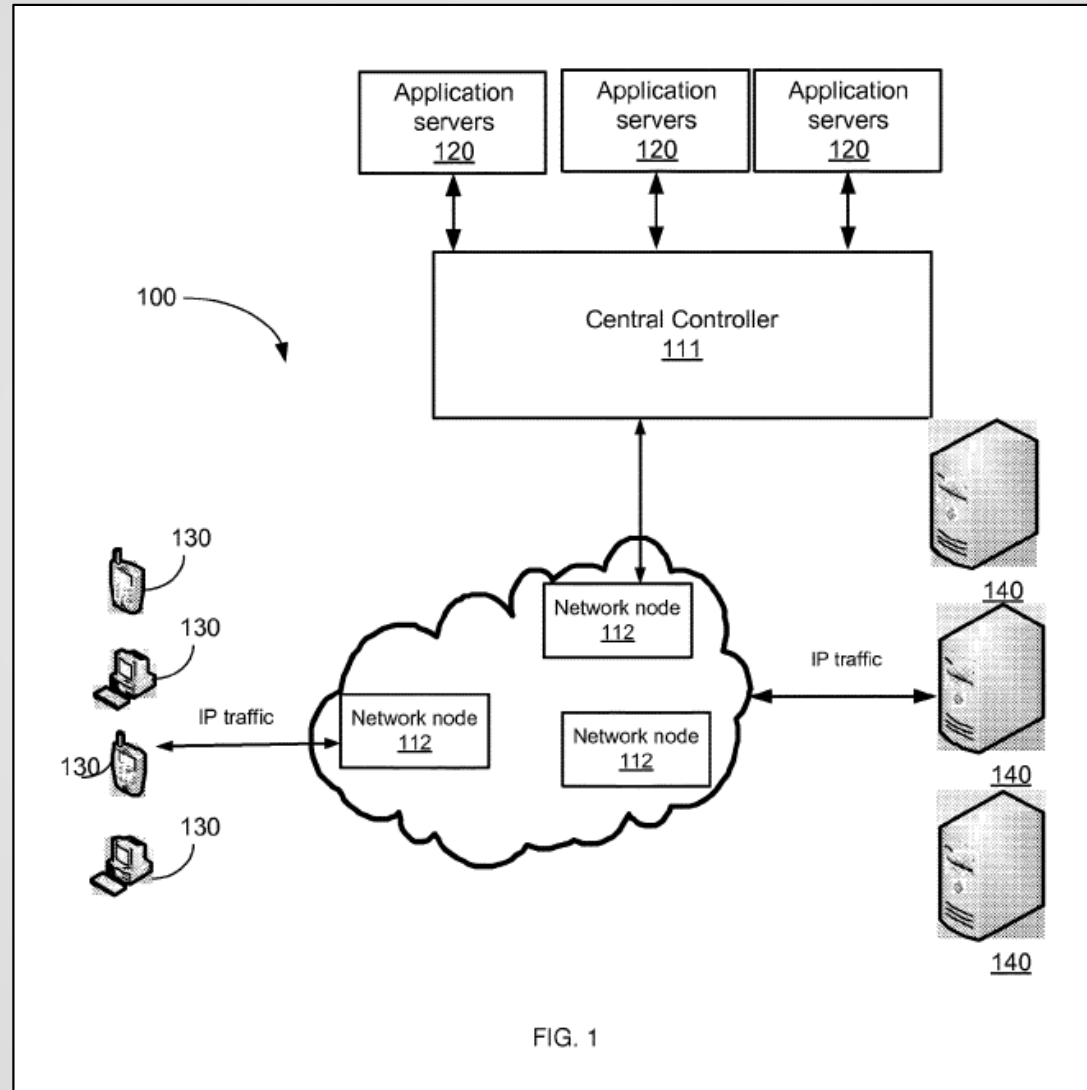 Application
servers
120
Application
servers
120
Application
servers
120
100
Central Controller
111
130
130
130
130
IP traffic
Network node
112
Network node
112
Network node
112
IP traffic
140
140
140
FIG. 1